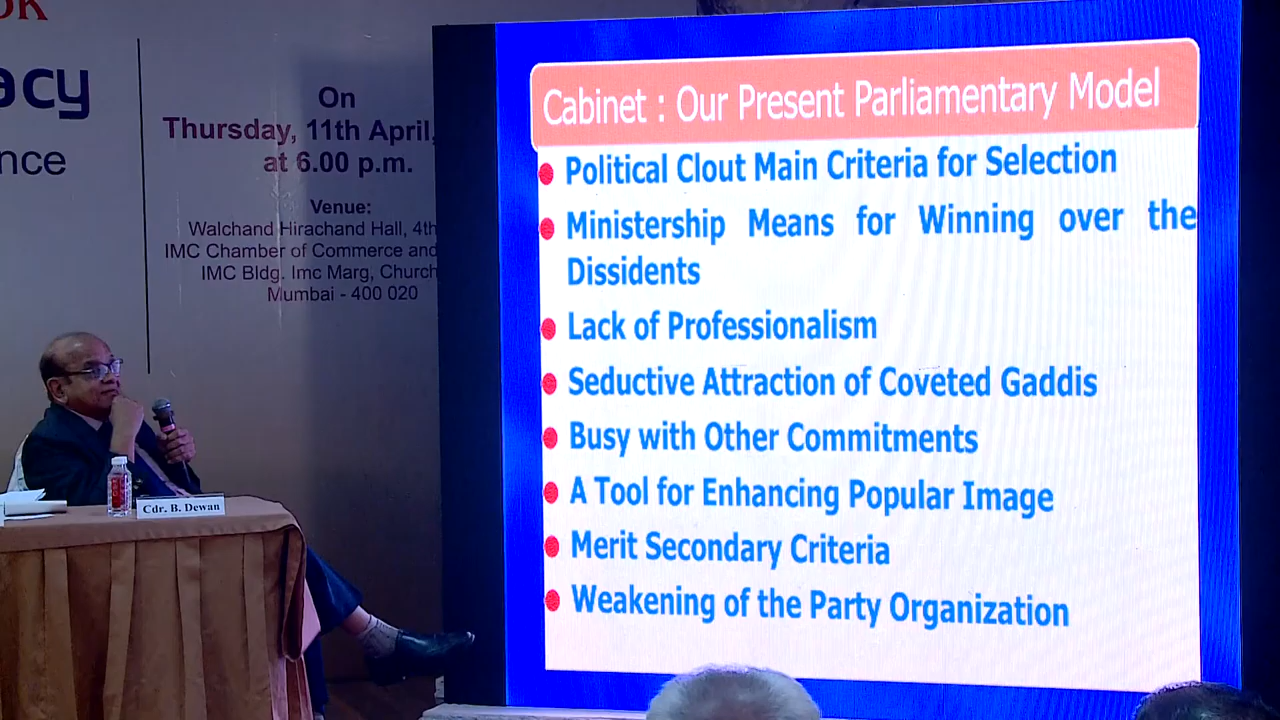 OK
acy
nce
On
Thursday, 11th April,
at 6.00 p.m.
Venue:
Walchand Hirachand Hall, 4th
IMC Chamber of Commerce and
IMC Bldg. Imc Marg, Church
Mumbai - 400 020
Cdr. B. Dewan
Cabinet : Our Present Parliamentary Model
Political Clout Main Criteria for Selection
Ministership Means for Winning over the
Dissidents
Lack of Professionalism
Seductive Attraction of Coveted Gaddis
Busy with Other Commitments
A Tool for Enhancing Popular Image
Merit Secondary Criteria
Weakening of the Party Organization